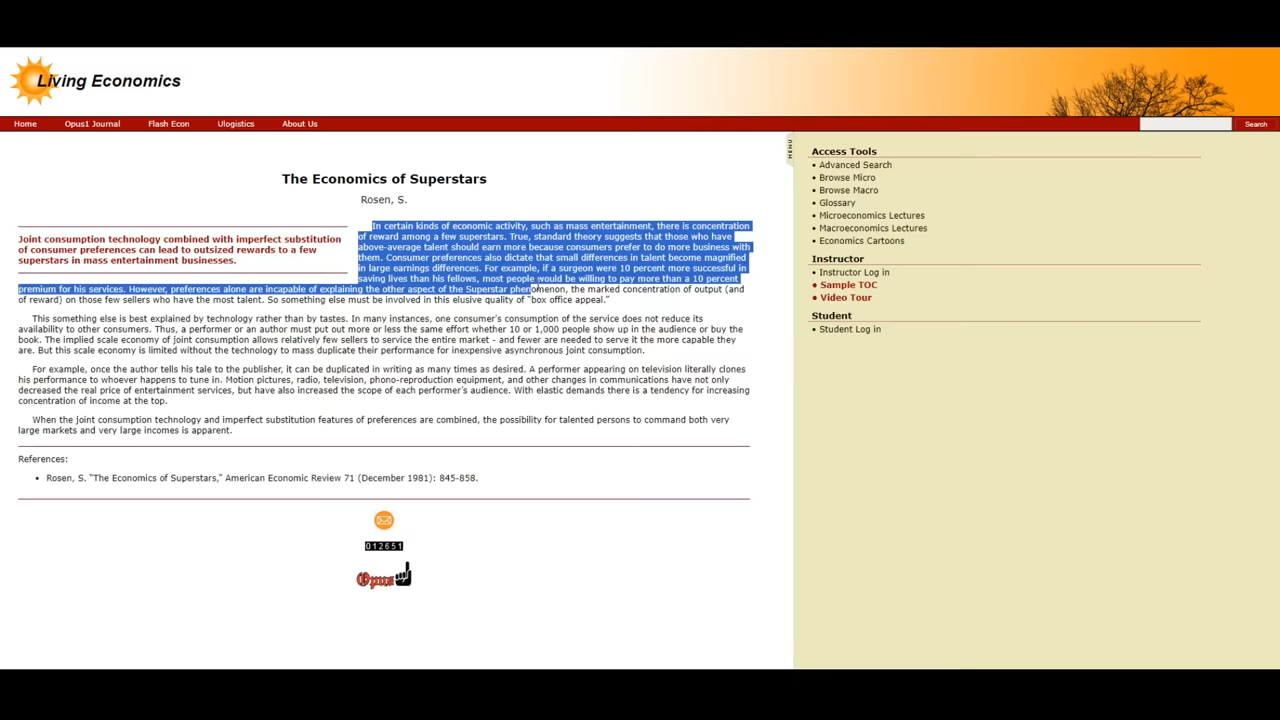 Living Economics
Home
Opus1 Journal
Flash Econ
Ulogistics
About Us
Search
MENU
The Economics of Superstars
Rosen, S.
Joint consumption technology combined with imperfect substitution
of consumer preferences can lead to outsized rewards to a few
superstars in mass entertainment businesses.
In certain kinds of economic activity, such as mass entertainment, there is concentration
of reward among a few superstars. True, standard theory suggests that those who have
above-average talent should earn more because consumers prefer to do more business with
them. Consumer preferences also dictate that small differences in talent become magnified
in large earnings differences. For example, if a surgeon were 10 percent more successful in
saving lives than his fellows, most people would be willing to pay more than a 10 percent
premium for his services. However, preferences alone are incapable of explaining the other aspect of the Superstar phenomenon, the marked concentration of output (and
of reward) on those few sellers who have the most talent. So something else must be involved in this elusive quality of “box office appeal.”
This something else is best explained by technology rather than by tastes. In many instances, one consumer’s consumption of the service does not reduce its
availability to other consumers. Thus, a performer or an author must put out more or less the same effort whether 10 or 1,000 people show up in the audience or buy the
book. The implied scale economy of joint consumption allows relatively few sellers to service the entire market - and fewer are needed to serve it the more capable they
are. But this scale economy is limited without the technology to mass duplicate their performance for inexpensive asynchronous joint consumption.
For example, once the author tells his tale to the publisher, it can be duplicated in writing as many times as desired. A performer appearing on television literally clones
his performance to whoever happens to tune in. Motion pictures, radio, television, phono-reproduction equipment, and other changes in communications have not only
decreased the real price of entertainment services, but have also increased the scope of each performer’s audience. With elastic demands there is a tendency for increasing
concentration of income at the top.
When the joint consumption technology and imperfect substitution features of preferences are combined, the possibility for talented persons to command both very
large markets and very large incomes is apparent.
References:
• Rosen, S. “The Economics of Superstars,” American Economic Review 71 (December 1981): 845-858.
012651
Opus1
Access Tools
• Advanced Search
• Browse Micro
• Browse Macro
• Glossary
• Microeconomics Lectures
• Macroeconomics Lectures
• Economics Cartoons
Instructor
• Instructor Log in
• Sample TOC
• Video Tour
Student
• Student Log in